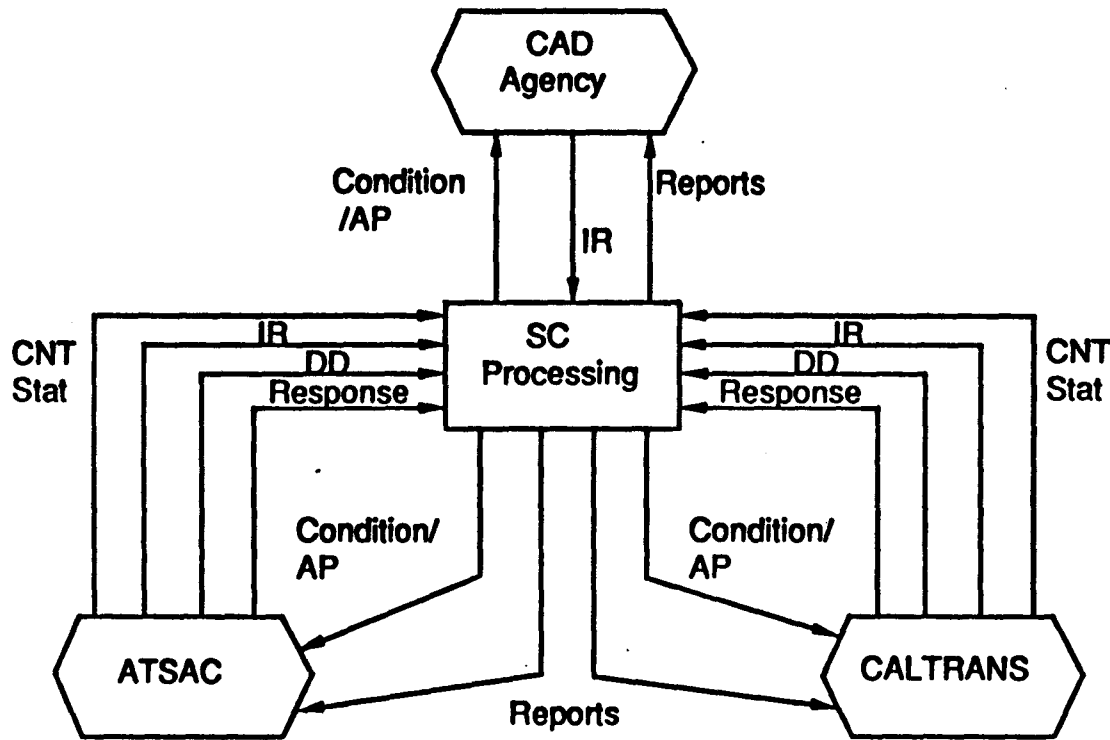 CAD
Agency
Condition
/AP
Reports
IR
SC
Processing
CNT
Stat
IR
DD
Response
IR
DD
Response
CNT
Stat
Condition/
AP
Condition/
AP
ATSAC
CALTRANS
Reports